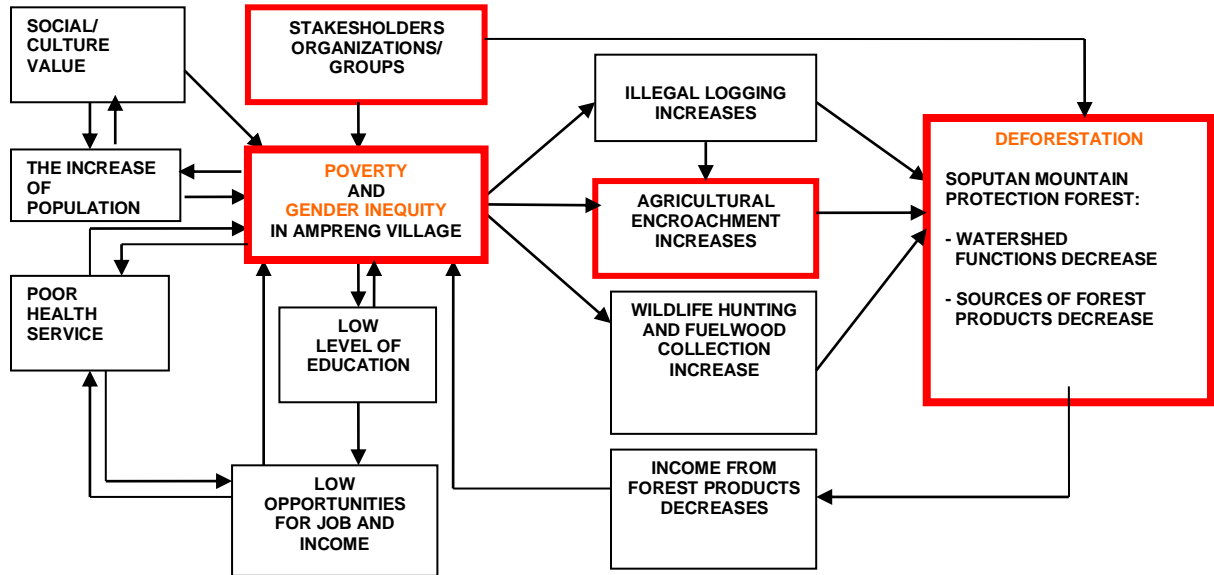 SOCIAL/
CULTURE
VALUE
STAKESHOLDERS
ORGANIZATIONS/
GROUPS
ILLEGAL LOGGING
INCREASES
DEFORESTATION
SOPUTAN MOUNTAIN
PROTECTION FOREST:
- WATERSHED
FUNCTIONS DECREASE
- SOURCES OF FOREST
PRODUCTS DECREASE
THE INCREASE
OF
POPULATION
POVERTY
AND
GENDER INEQUITY
IN AMPRENG VILLAGE
AGRICULTURAL
ENCROACHMENT
INCREASES
POOR
HEALTH
SERVICE
LOW
LEVEL OF
EDUCATION
WILDLIFE HUNTING
AND FUELWOOD
COLLECTION
INCREASE
LOW
OPPORTUNITIES
FOR JOB AND
INCOME
INCOME FROM
FOREST PRODUCTS
DECREASES